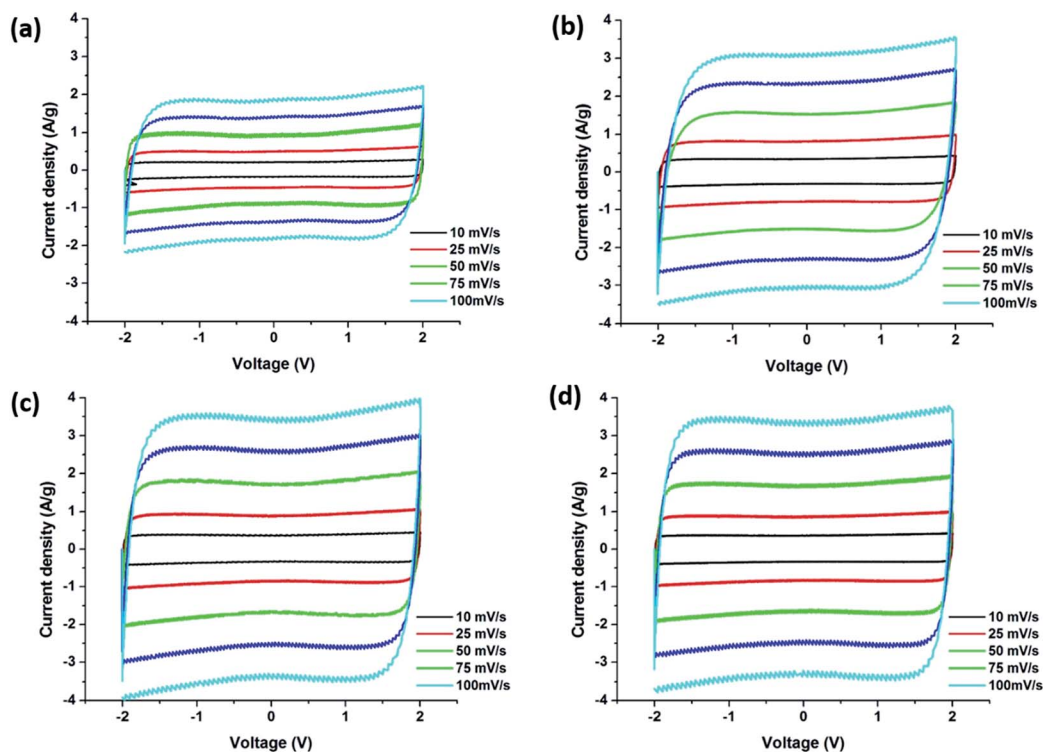 (a)
Current density (A/g)
4
3
2
1
0
-1
-2
-3
-4
10 mV/s
25 mV/s
50 mV/s
75 mV/s
100mV/s
-2
-1
0
1
2
Voltage (V)
(b)
Current density (A/g)
4
3
2
1
0
-1
-2
-3
-4
10 mV/s
25 mV/s
50 mV/s
75 mV/s
100mV/s
-2
-1
0
1
2
Voltage (V)
(c)
Current density (A/g)
4
3
2
1
0
-1
-2
-3
-4
10 mV/s
25 mV/s
50 mV/s
75 mV/s
100mV/s
-2
-1
0
1
2
Voltage (V)
(d)
Current density (A/g)
4
3
2
1
0
-1
-2
-3
-4
10 mV/s
25 mV/s
50 mV/s
75 mV/s
100mV/s
-2
-1
0
1
2
Voltage (V)